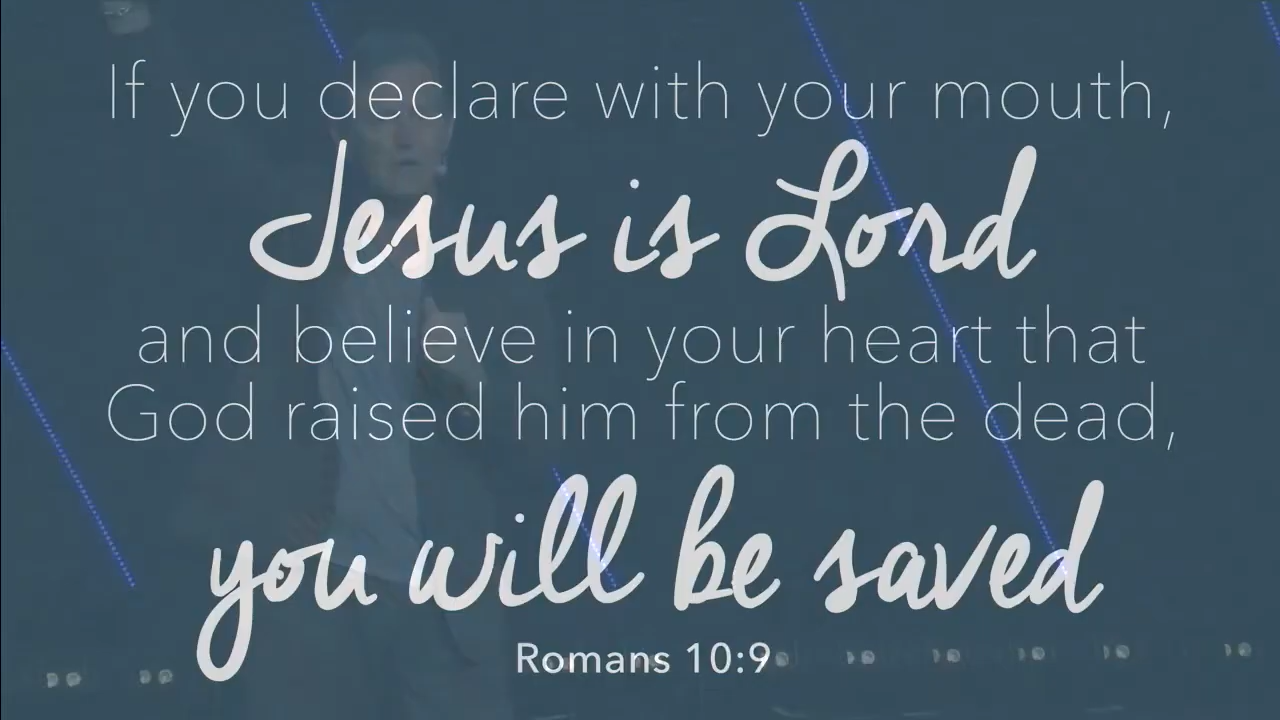 If you declare with your mouth,
Jesus is Lord
and believe in your heart that
God raised him from the dead,
you will be saved
Romans 10:9